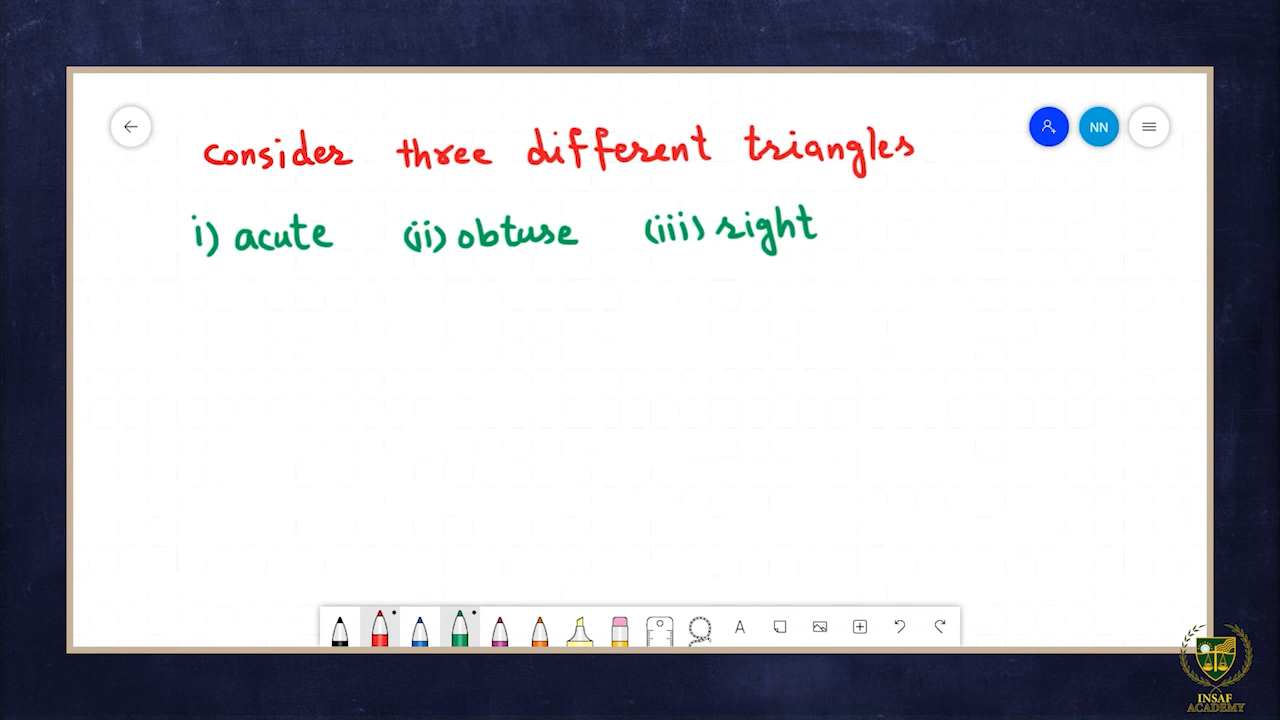 consider three different triangles
i) acute (ii) obtuse (iii) right
NN
A
INSAF
ACADEMY